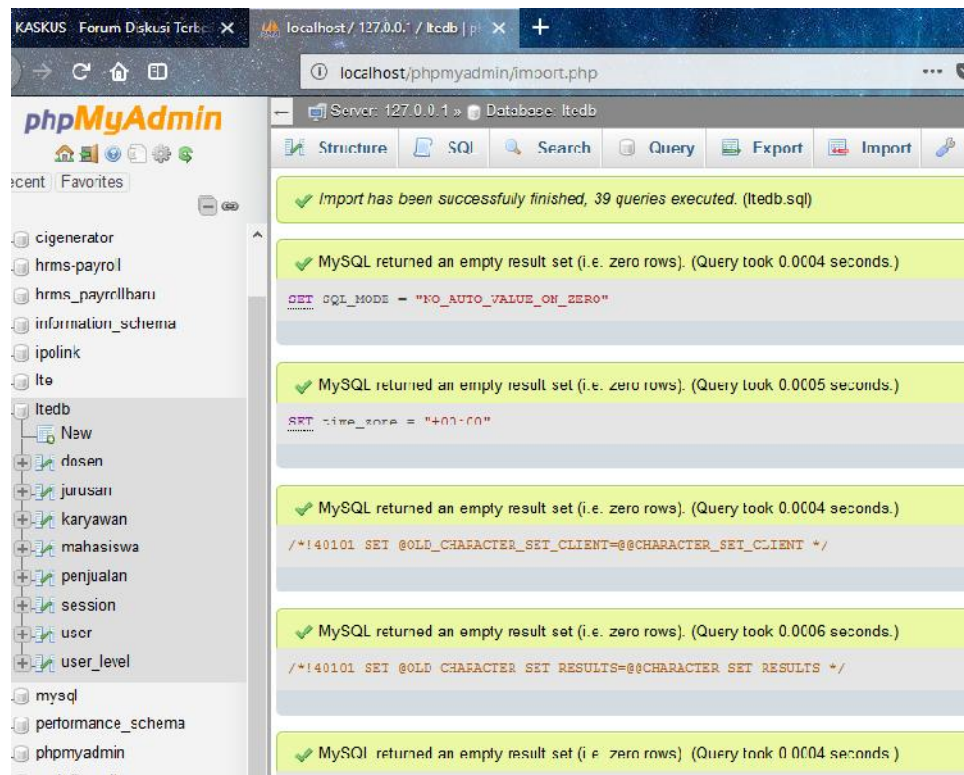 KASKUS Forum Diskusi Terbe
localhost / 127.0.0.1 / ltedb | p
localhost/phpmyadmin/import.php
phpMyAdmin
Recent Favorites
cigenerator
hrms-payroll
hrms_payrollbaru
information_schema
ipolink
lte
ltedb
New
dosen
jurusan
karyawan
mahasiswa
penjualan
session
user
user_level
mysql
performance_schema
phpmyadmin
Server: 127.0.0.1 » Database: ltedb
Structure SQL Search Query Export Import
Import has been successfully finished, 39 queries executed. (ltedb.sql)
MySQL returned an empty result set (i.e. zero rows). (Query took 0.0004 seconds.)
SET SQL_MODE = "NO_AUTO_VALUE_ON_ZERO"
MySQL returned an empty result set (i.e. zero rows). (Query took 0.0005 seconds.)
SET time_zone = "+00:00"
MySQL returned an empty result set (i.e. zero rows). (Query took 0.0004 seconds.)
/*!40101 SET @OLD_CHARACTER_SET_CLIENT=@@CHARACTER_SET_CLIENT */
MySQL returned an empty result set (i.e. zero rows). (Query took 0.0006 seconds.)
/*!40101 SET @OLD_CHARACTER_SET_RESULTS=@@CHARACTER_SET_RESULTS */
MySQL returned an empty result set (i.e. zero rows). (Query took 0.0004 seconds.)